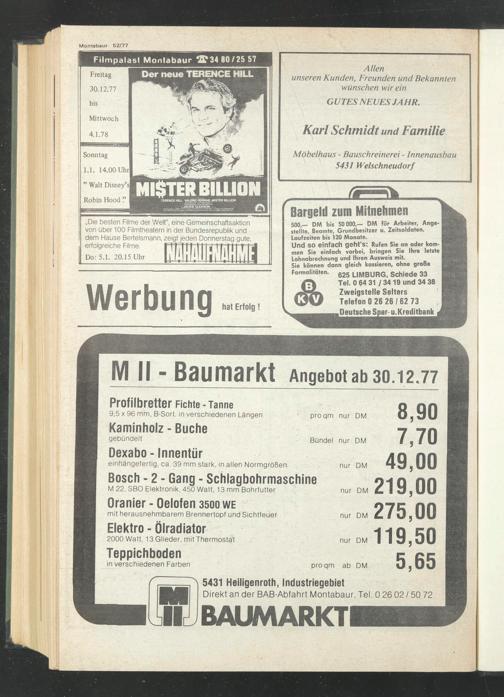 Montabaur 52/77
Filmpalast Montabaur ☎ 34 80 / 25 57
Freitag
30.12.77
bis
Mittwoch
4.1.78
Sonntag
1.1. 14.00 Uhr
" Walt Disney's
Robin Hood "
Der neue TERENCE HILL
MISTER BILLION
„Die besten Filme der Welt", eine Gemeinschaftsaktion
von über 100 Filmtheatern in der Bundesrepublik und
dem Hause Bertelsmann, zeigt jeden Donnerstag gute,
erfolgreiche Filme.
Do: 5.1. 20.15 Uhr
NAHAUFNAHME
Werbung hat Erfolg !
Allen
unseren Kunden, Freunden und Bekannten
wünschen wir ein
GUTES NEUES JAHR.
Karl Schmidt und Familie
Möbelhaus - Bauschreinerei - Innenausbau
5431 Welschneudorf
Bargeld zum Mitnehmen
500,— DM bis 50 000,— DM für Arbeiter, Ange-
stellte, Beamte, Grundbesitzer u. Zeitsoldaten.
Laufzeiten bis 120 Monate.
Und so einfach geht's: Rufen Sie an oder kom-
men Sie einfach vorbei, bringen Sie Ihre letzte
Lohnabrechnung und Ihren Ausweis mit.
Sie können dann gleich kassieren, ohne große
Formalitäten.
BKV
625 LIMBURG, Schiede 33
Tel. 0 64 31 / 34 19 und 34 38
Zweigstelle Selters
Telefon 0 26 26 / 62 73
Deutsche Spar- u. Kreditbank
M II - Baumarkt Angebot ab 30.12.77
Profilbretter Fichte - Tanne
9,5 x 96 mm, B-Sort. in verschiedenen Längen pro qm nur DM 8,90
Kaminholz - Buche
gebündelt Bündel nur DM 7,70
Dexabo - Innentür
einhängefertig, ca. 39 mm stark, in allen Normgrößen nur DM 49,00
Bosch - 2 - Gang - Schlagbohrmaschine
M 22, SBO Elektronik, 450 Watt, 13 mm Bohrfutter nur DM 219,00
Oranier - Oelofen 3500 WE
mit herausnehmbarem Brennertopf und Sichtfeuer nur DM 275,00
Elektro - Ölradiator
2000 Watt, 13 Glieder, mit Thermostat nur DM 119,50
Teppichboden
in verschiedenen Farben pro qm ab DM 5,65
5431 Heiligenroth, Industriegebiet
Direkt an der BAB-Abfahrt Montabaur, Tel. 0 26 02 / 50 72
M II BAUMARKT